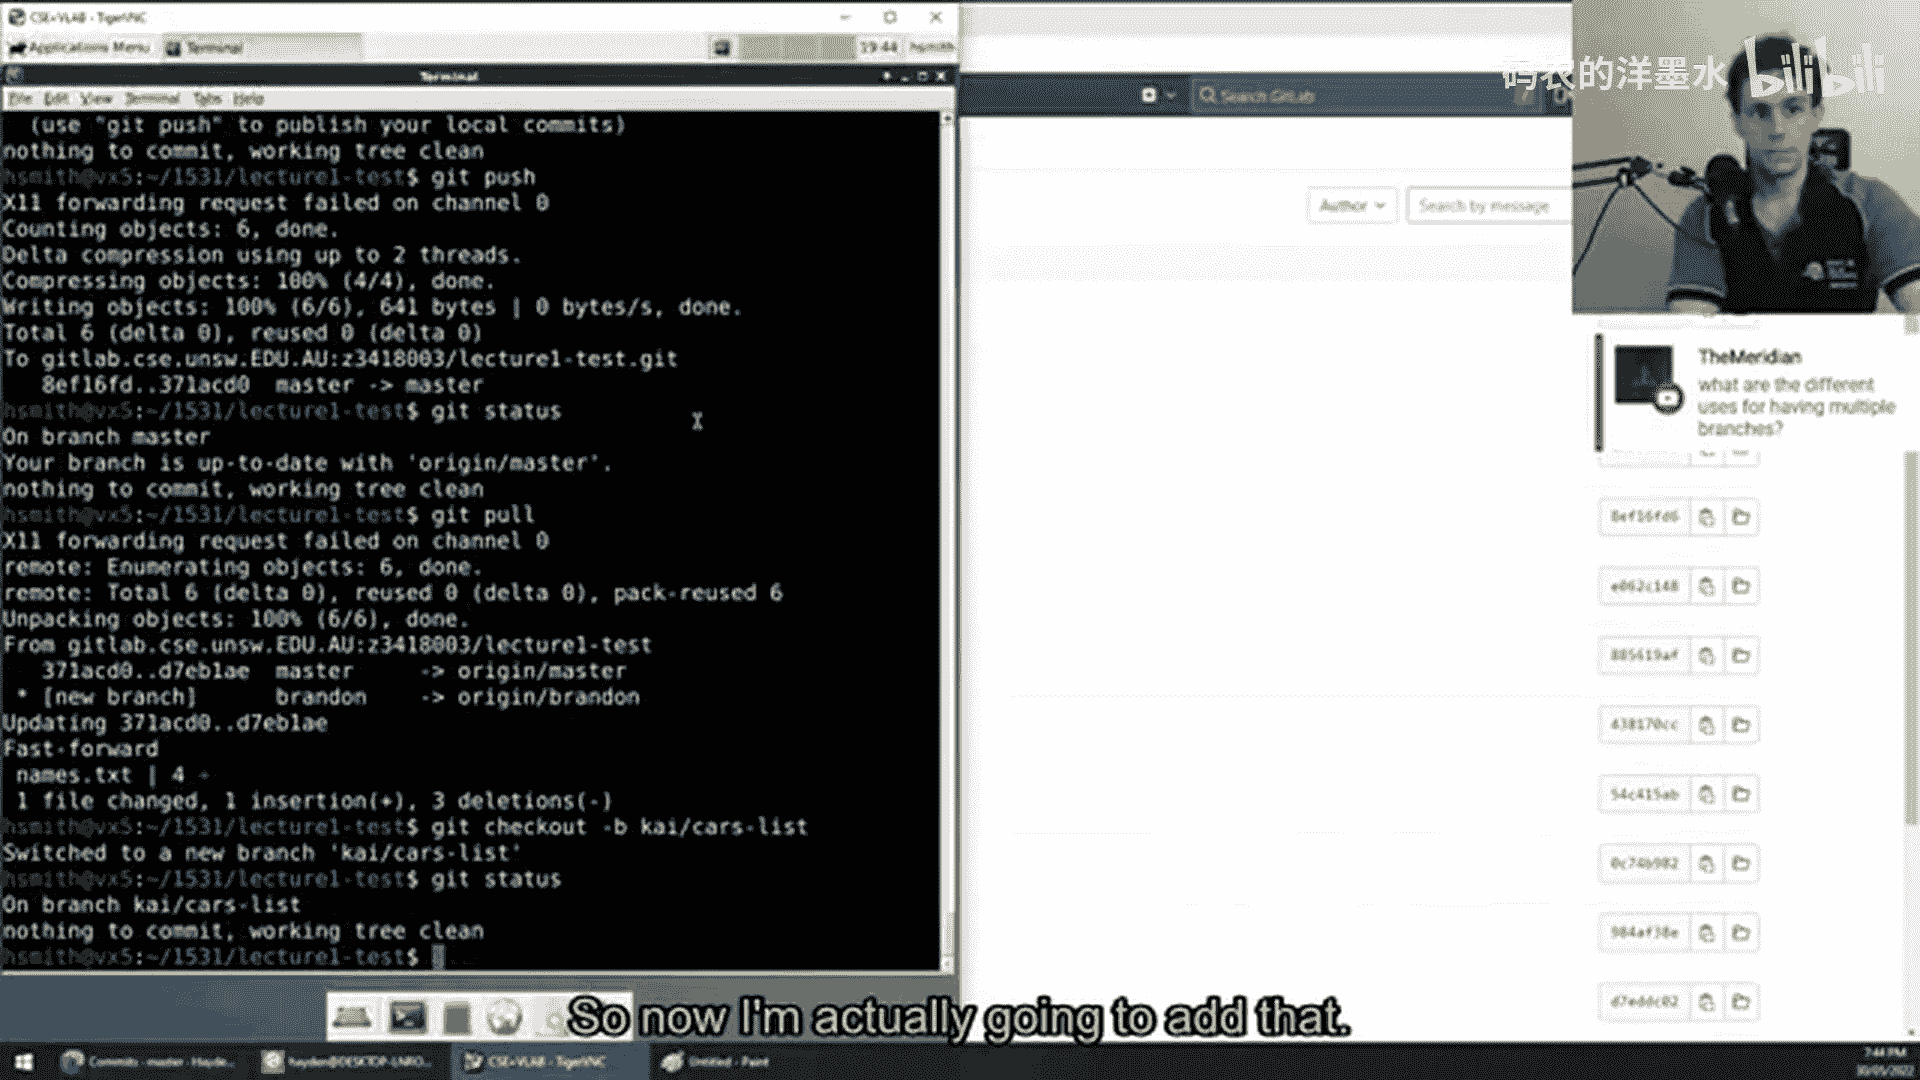 CSE-VLAB - TigerVNC
Applications Menu
Terminal
19:44
hsmith
Terminal
File Edit View Terminal Tabs Help
(use "git push" to publish your local commits)
nothing to commit, working tree clean
hsmith@vx5:~/1531/lecture1-test$ git push
X11 forwarding request failed on channel 0
Counting objects: 6, done.
Delta compression using up to 2 threads.
Compressing objects: 100% (4/4), done.
Writing objects: 100% (6/6), 641 bytes | 0 bytes/s, done.
Total 6 (delta 0), reused 0 (delta 0)
To gitlab.cse.unsw.EDU.AU:z3418003/lecture1-test.git
8ef16fd..371acd0  master -> master
hsmith@vx5:~/1531/lecture1-test$ git status
On branch master
Your branch is up-to-date with 'origin/master'.
nothing to commit, working tree clean
hsmith@vx5:~/1531/lecture1-test$ git pull
X11 forwarding request failed on channel 0
remote: Enumerating objects: 6, done.
remote: Total 6 (delta 0), reused 0 (delta 0), pack-reused 6
Unpacking objects: 100% (6/6), done.
From gitlab.cse.unsw.EDU.AU:z3418003/lecture1-test
371acd0..d7eb1ae  master     -> origin/master
* [new branch]      brandon    -> origin/brandon
Updating 371acd0..d7eb1ae
Fast-forward
names.txt | 4 -
1 file changed, 1 insertion(+), 3 deletions(-)
hsmith@vx5:~/1531/lecture1-test$ git checkout -b kai/cars-list
Switched to a new branch 'kai/cars-list'
hsmith@vx5:~/1531/lecture1-test$ git status
On branch kai/cars-list
nothing to commit, working tree clean
hsmith@vx5:~/1531/lecture1-test$
Search GitLab
码农的洋墨水 bilibili
Author
Search by message
TheMeridian
what are the different
uses for having multiple
branches?
8ef16fd6
e062c148
885619af
438170cc
54c415ab
0c74b982
984af38e
d7eddc02
So now I'm actually going to add that.
Commits · master · Hayde...
hayden@DESKTOP-
CSE-VLAB - TigerVNC
Untitled - Paint
7:44 PM
30/05/2022